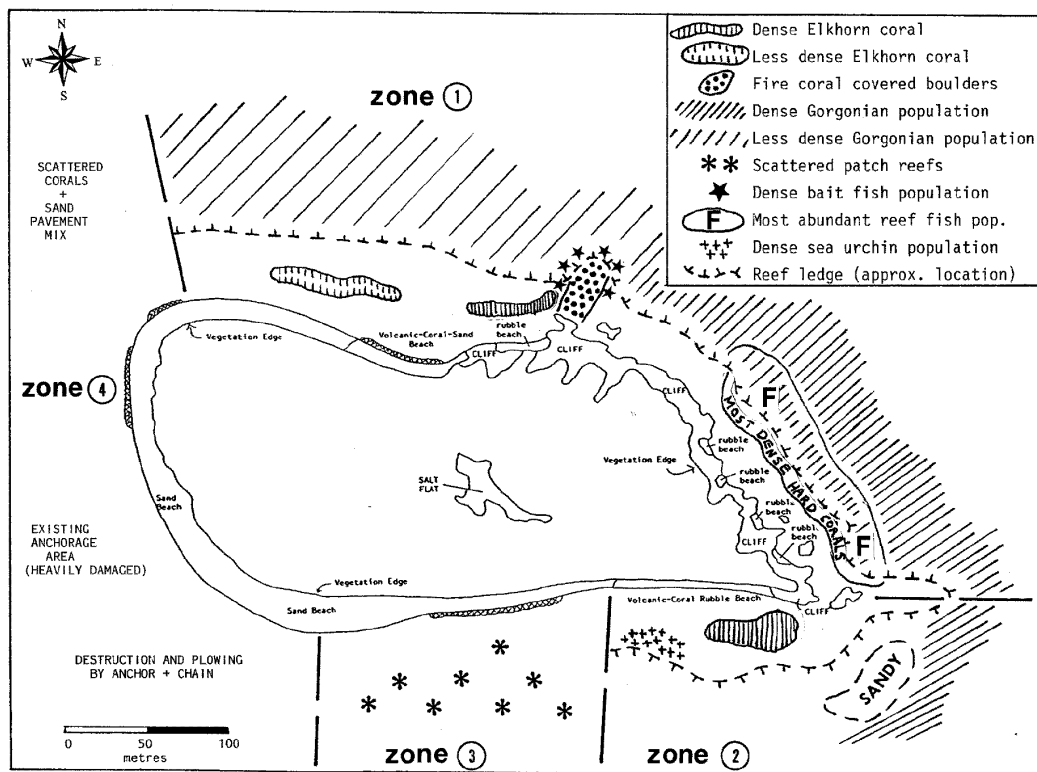 N
W E
S
zone 1
Dense Elkhorn coral
Less dense Elkhorn coral
Fire coral covered boulders
Dense Gorgonian population
Less dense Gorgonian population
Scattered patch reefs
Dense bait fish population
F Most abundant reef fish pop.
Dense sea urchin population
Reef ledge (approx. location)
SCATTERED
CORALS
+
SAND
PAVEMENT
MIX
Vegetation Edge
Volcanic-Coral-Sand
Beach
rubble
beach
CLIFF
CLIFF
CLIFF
zone 4
F
MOST DENSE HARD CORALS
rubble
beach
Vegetation Edge
rubble
beach
SALT
FLAT
Sand
Beach
rubble
beach
rubble
beach
CLIFF
F
EXISTING
ANCHORAGE
AREA
(HEAVILY DAMAGED)
Vegetation Edge
Sand Beach
Volcanic-Coral Rubble Beach
CLIFF
DESTRUCTION AND PLOWING
BY ANCHOR + CHAIN
SANDY
0 50 100
metres
zone 3
zone 2